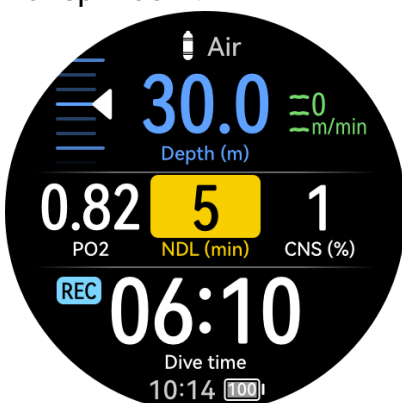 Air
30.0
0
m/min
Depth (m)
0.82 5 1
PO2 NDL (min) CNS (%)
REC
06:10
Dive time
10:14 100